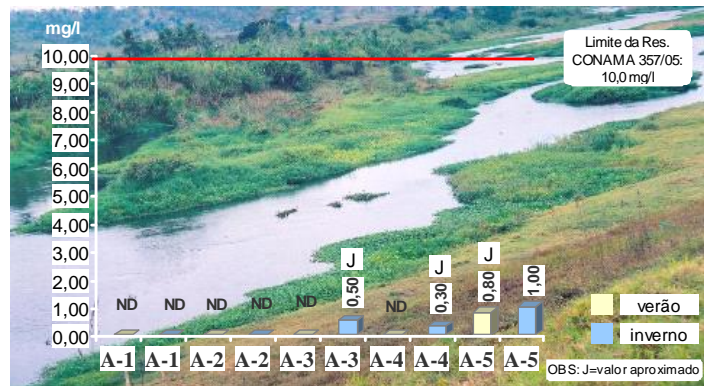 mg/l
10,00
9,00
8,00
7,00
6,00
5,00
4,00
3,00
2,00
1,00
0,00
Limite da Res.
CONAMA 357/05:
10,0 mg/l
ND
ND
ND
ND
ND
J
0,50
ND
J
0,30
J
0,80
1,00
A-1
A-1
A-2
A-2
A-3
A-3
A-4
A-4
A-5
A-5
verão
inverno
OBS: J=valor aproximado